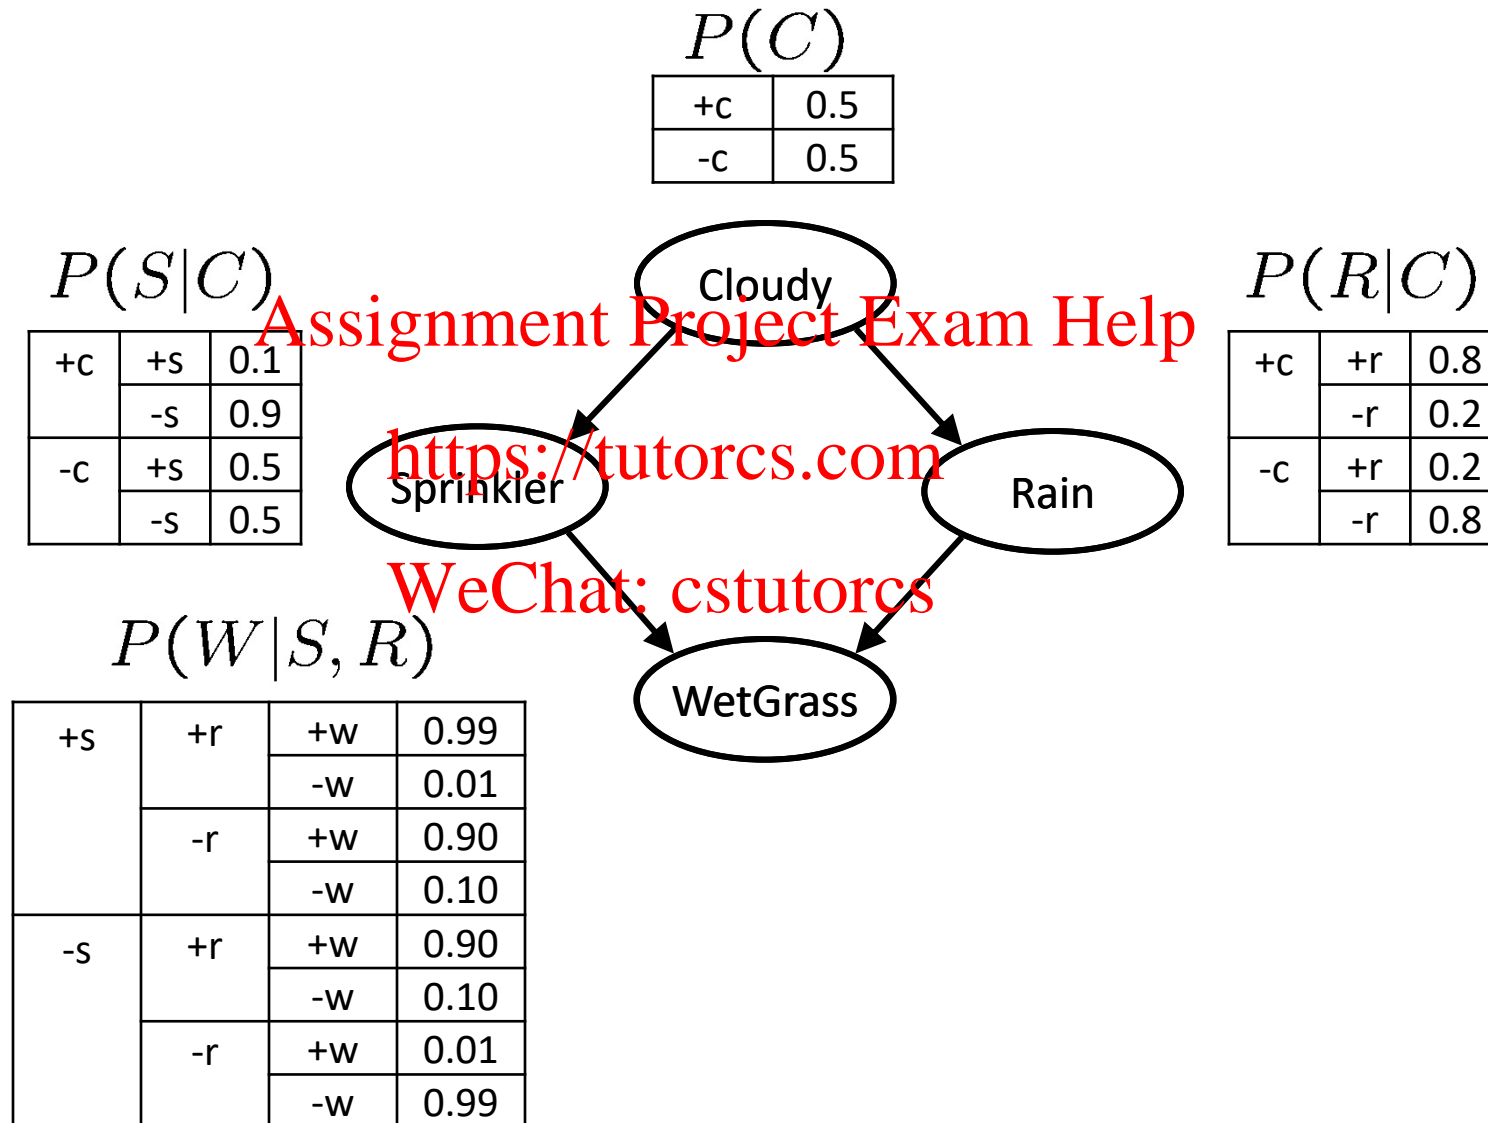 P(C)
+c 0.5
-c 0.5
Cloudy
P(S|C)
+c +s 0.1
-s 0.9
-c +s 0.5
-s 0.5
P(R|C)
+c +r 0.8
-r 0.2
-c +r 0.2
-r 0.8
Assignment Project Exam Help
https://tutorcs.com
Sprinkler
Rain
WeChat: cstutorcs
WetGrass
P(W|S, R)
+s +r +w 0.99
-w 0.01
-r +w 0.90
-w 0.10
-s +r +w 0.90
-w 0.10
-r +w 0.01
-w 0.99